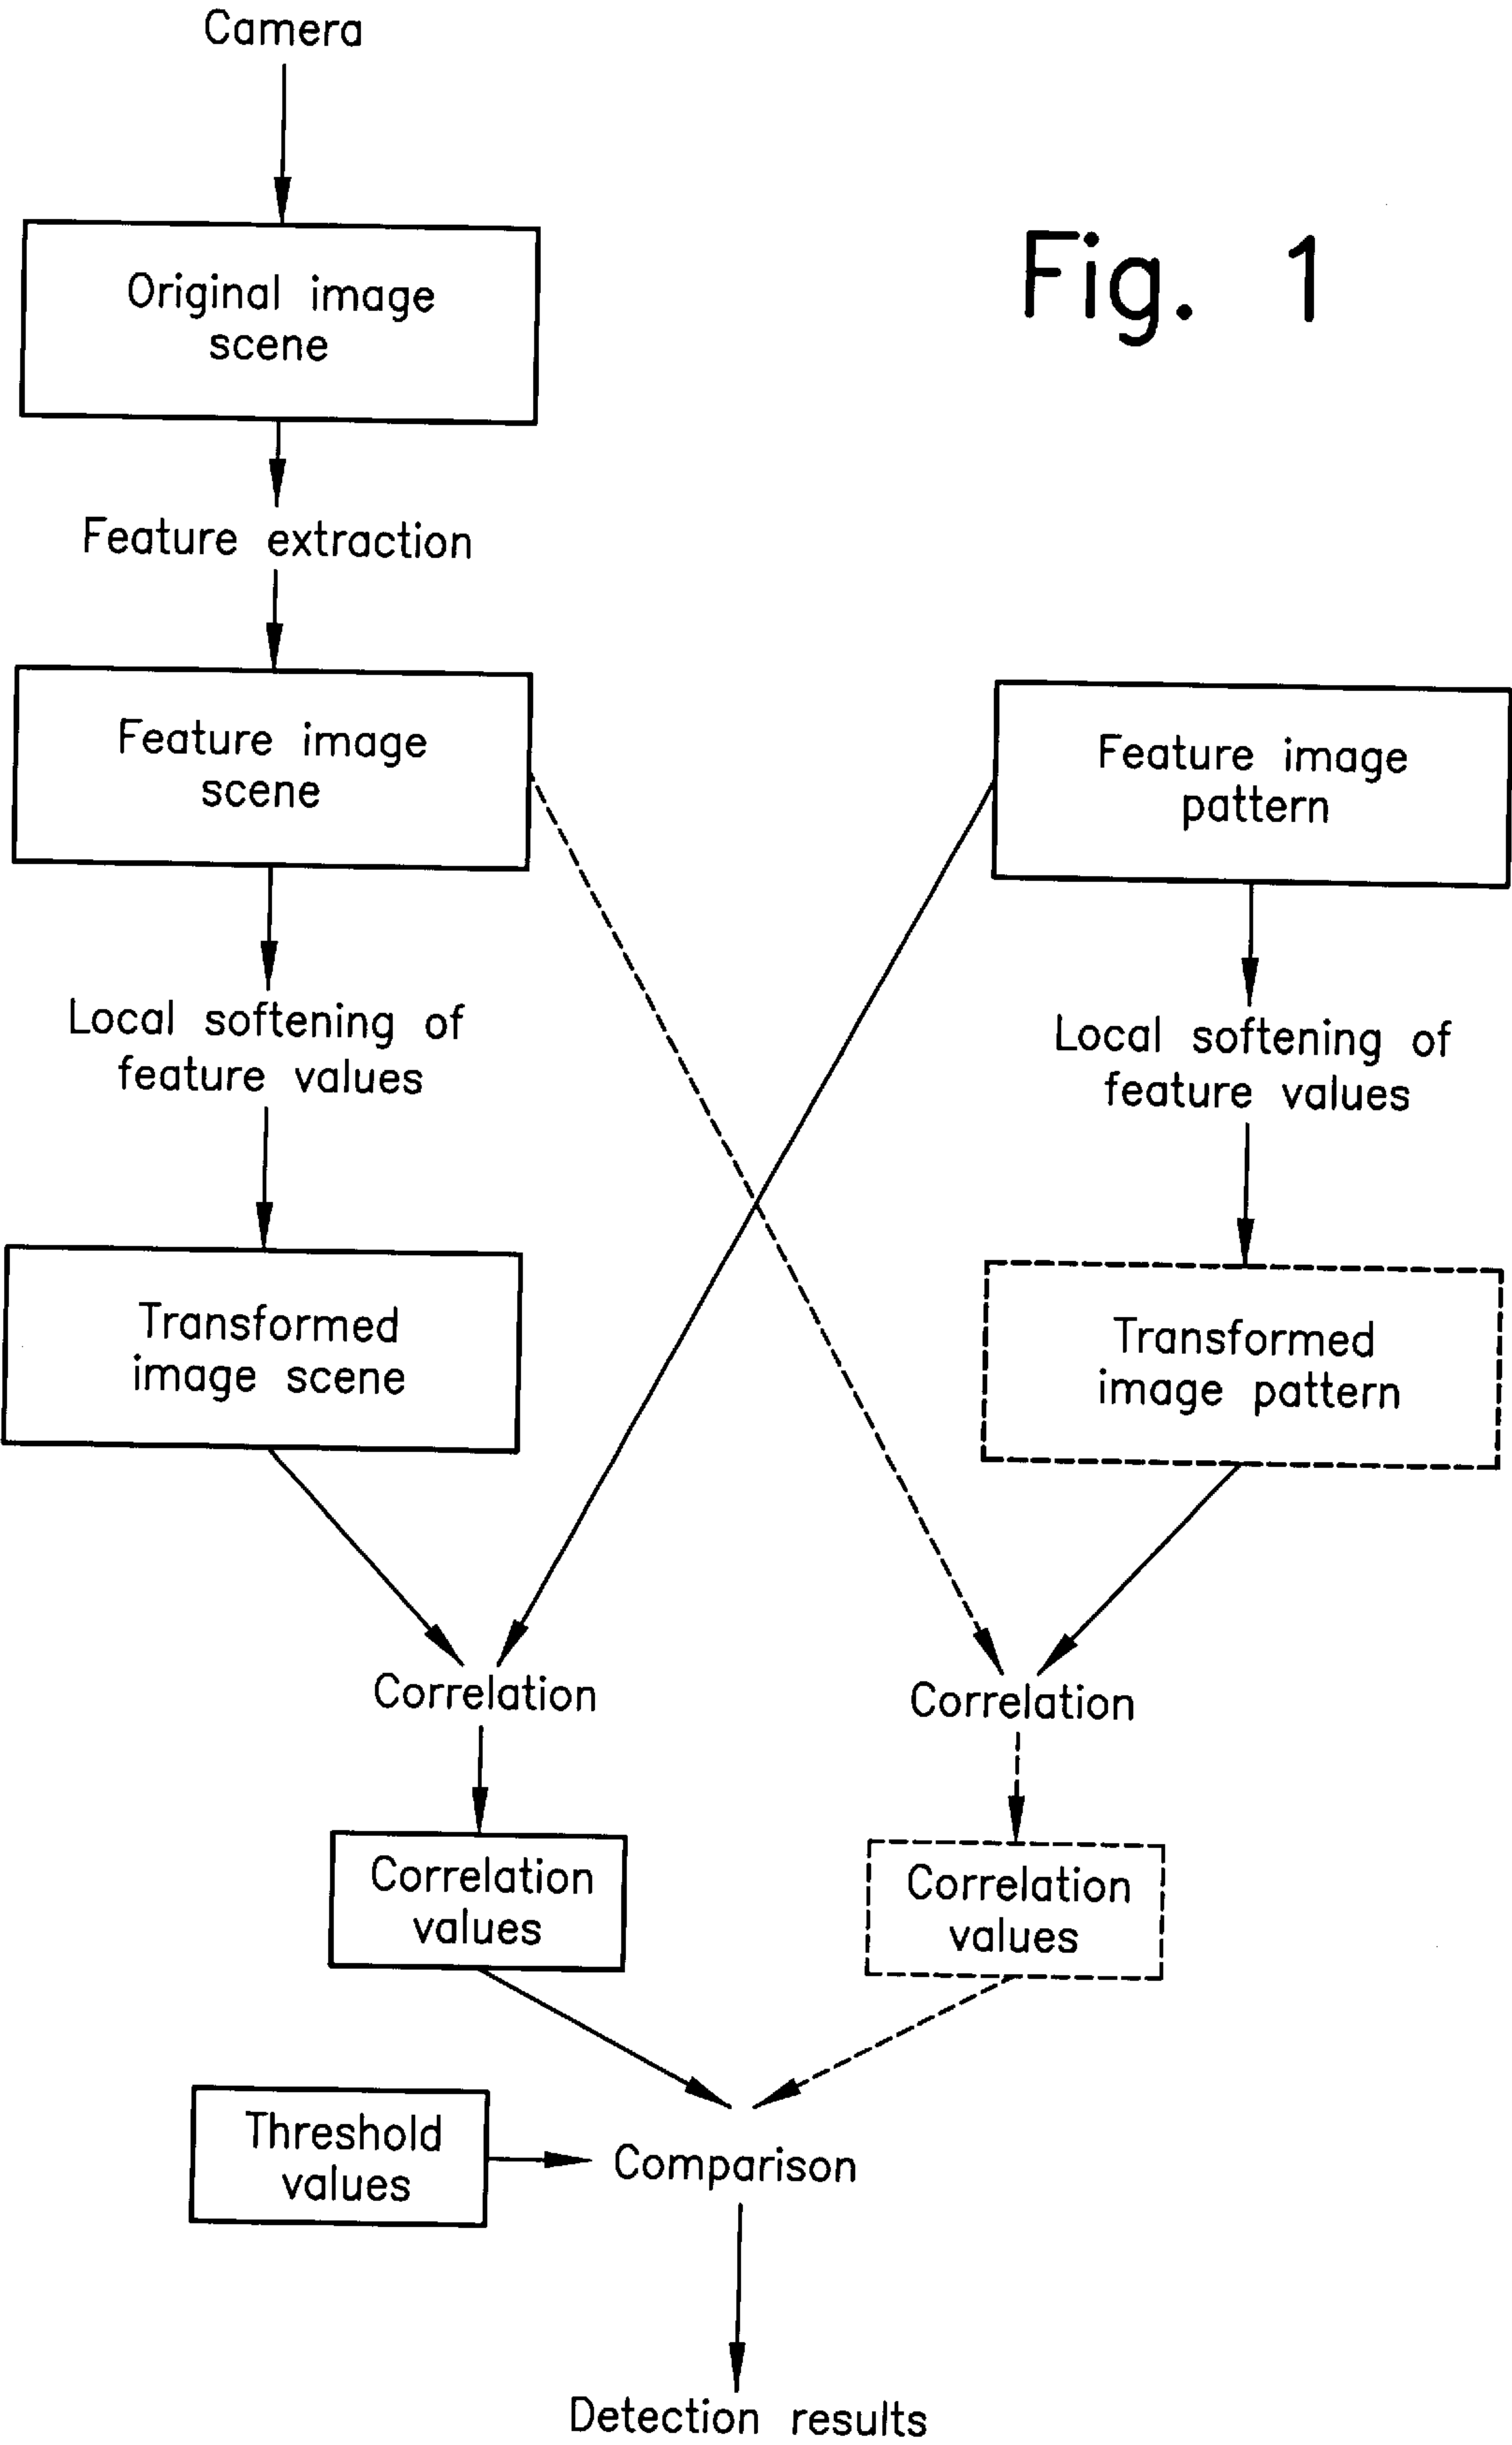 Camera
Fig. 1
Original image
scene
Feature extraction
Feature image
scene
Feature image
pattern
Local softening of
feature values
Local softening of
feature values
Transformed
image scene
Transformed
image pattern
Correlation
Correlation
Correlation
values
Correlation
values
Threshold
values
Comparison
Detection results